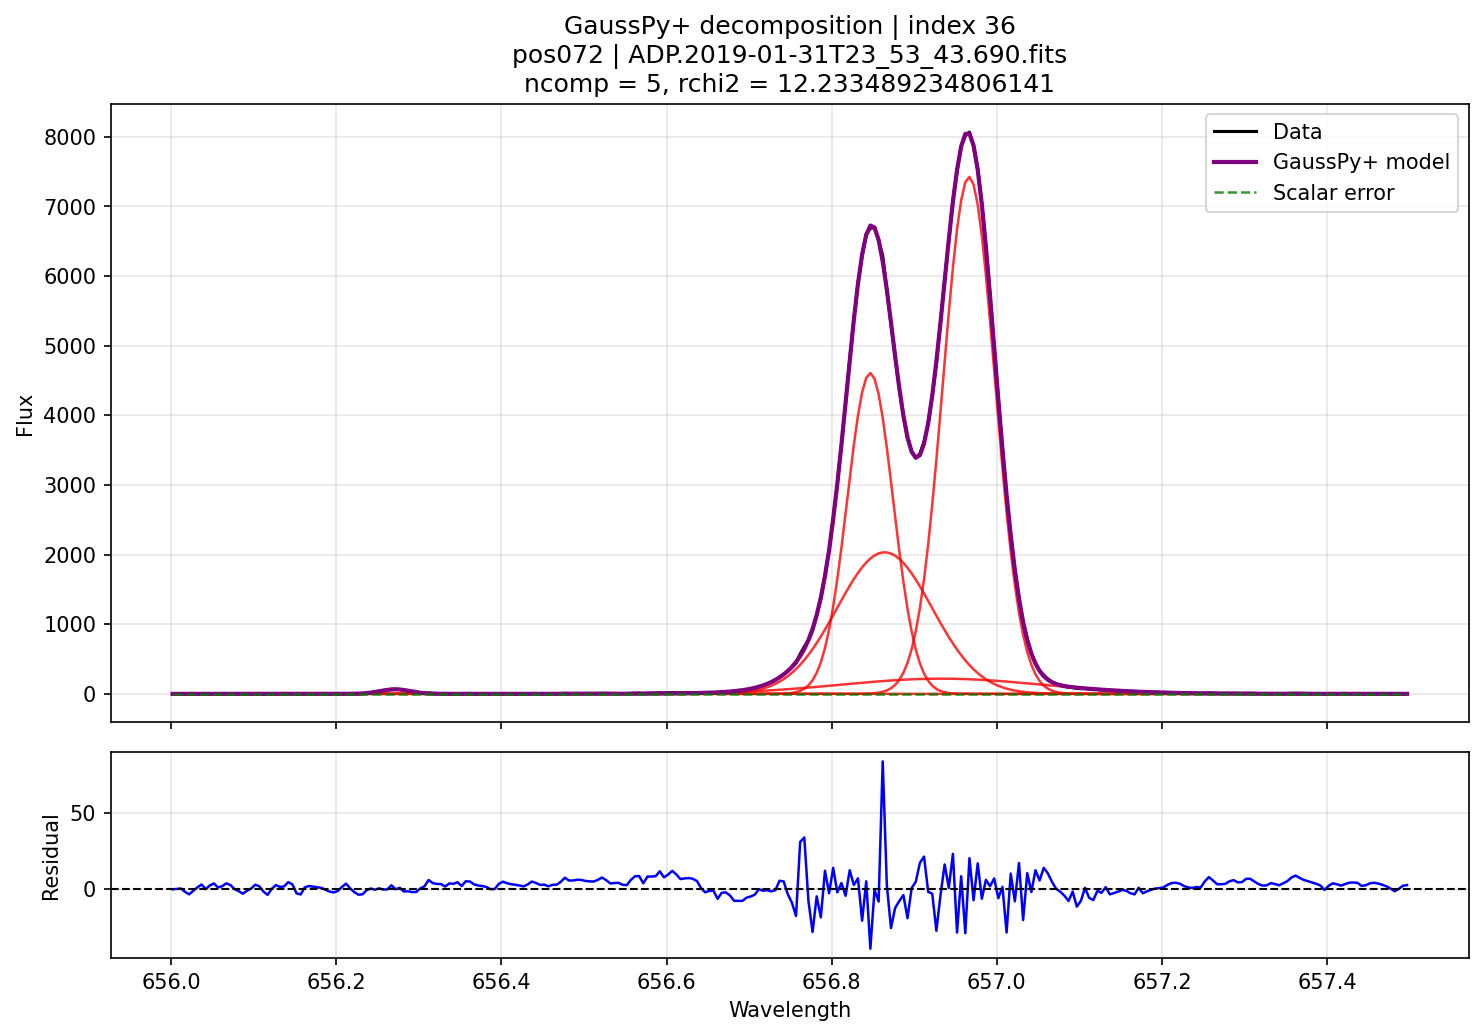 GaussPy+ decomposition | index 36
pos072 | ADP.2019-01-31T23_53_43.690.fits
ncomp = 5, rchi2 = 12.233489234806141
Data
GaussPy+ model
Scalar error
8000
7000
6000
5000
4000
3000
2000
1000
0
Flux
50
0
Residual
656.0
656.2
656.4
656.6
656.8
657.0
657.2
657.4
Wavelength